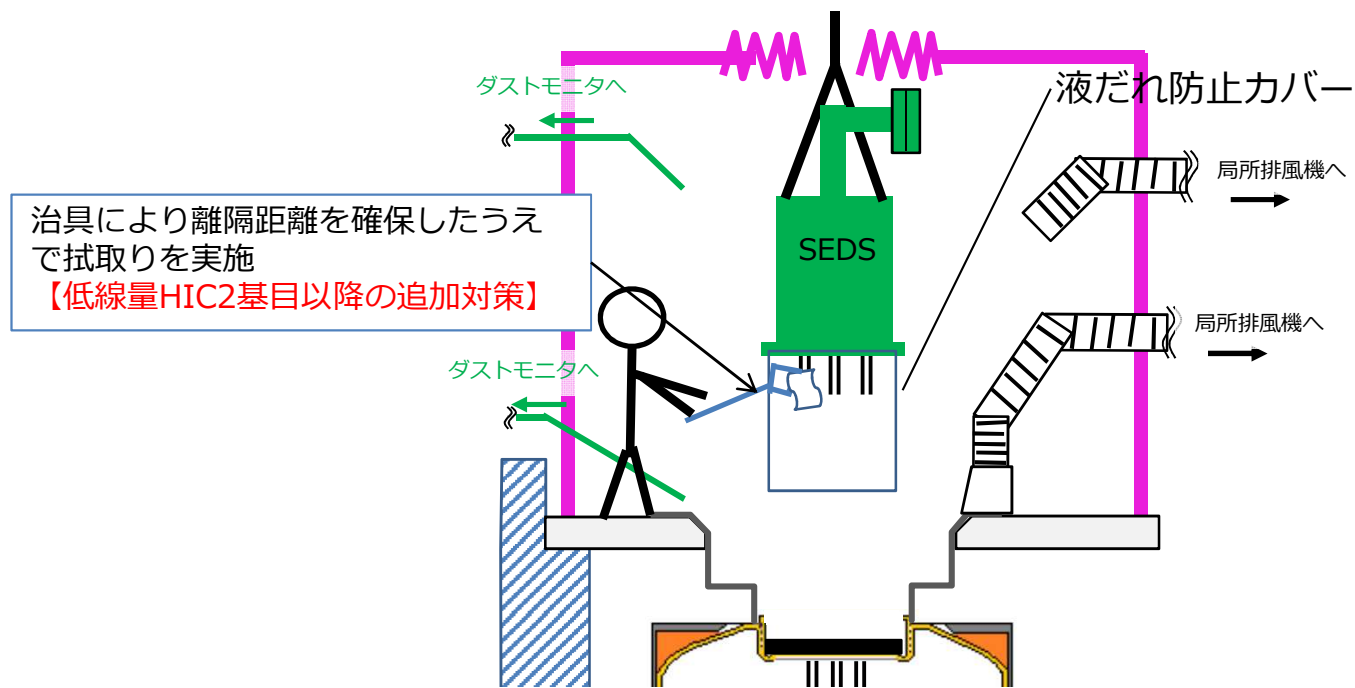 液だれ防止カバー
ダストモニタへ
局所排風機へ
治具により離隔距離を確保したうえ
で拭取りを実施
【低線量HIC2基目以降の追加対策】
SEDS
局所排風機へ
ダストモニタへ